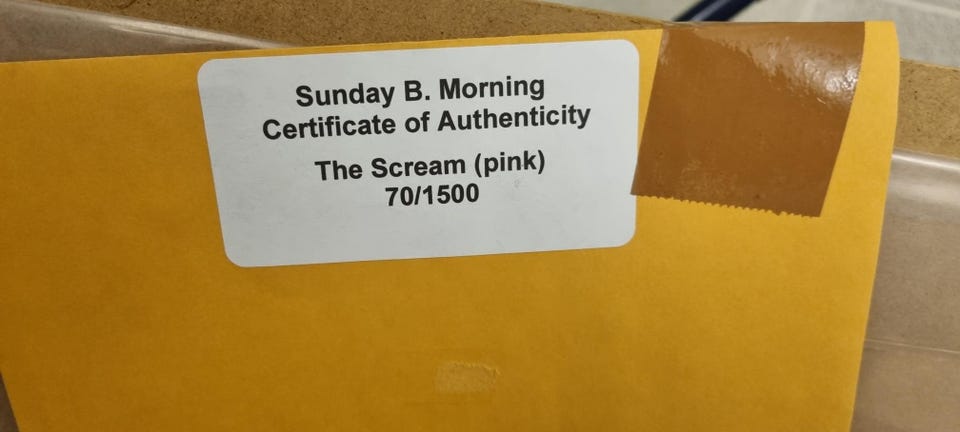 Sunday B. Morning
Certificate of Authenticity
The Scream (pink)
70/1500